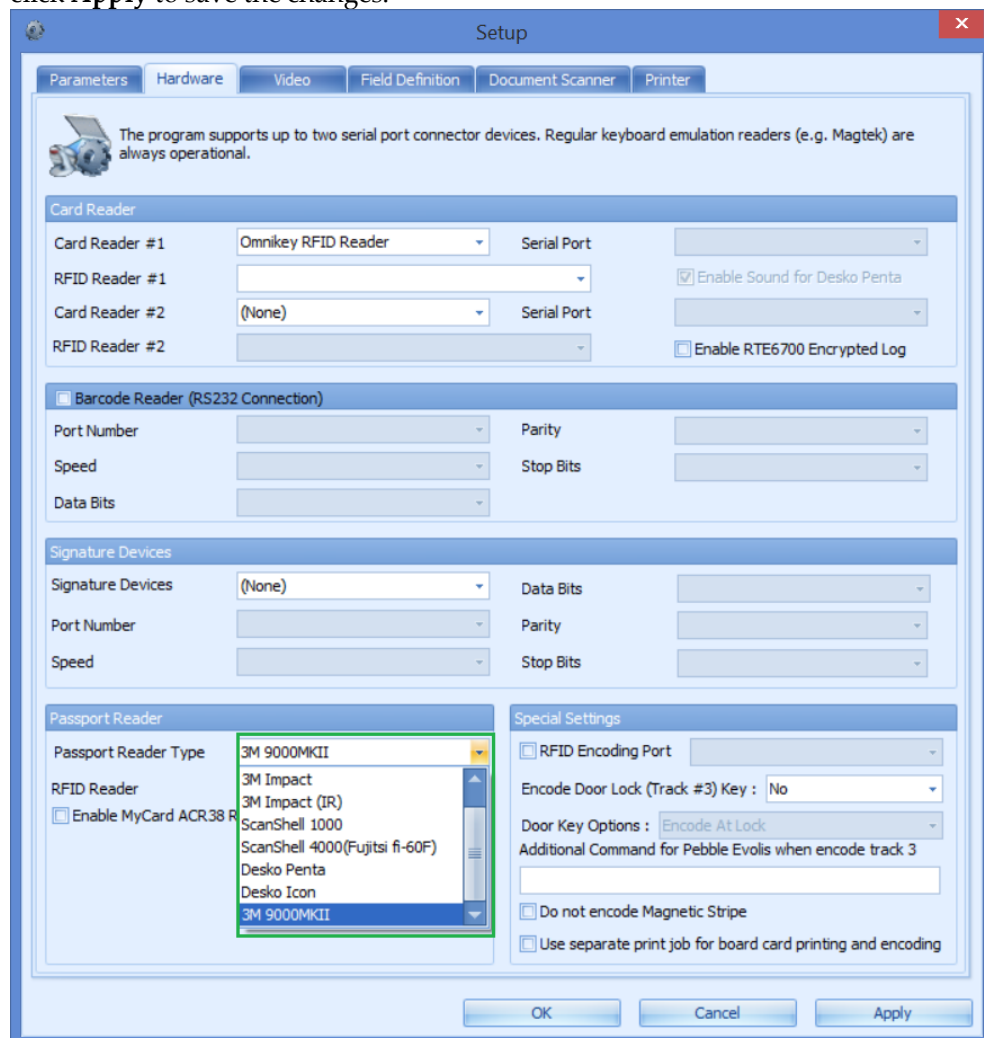 click Apply to save the changes.
Setup
Parameters Hardware Video Field Definition Document Scanner Printer
The program supports up to two serial port connector devices. Regular keyboard emulation readers (e.g. Magtek) are
always operational.
Card Reader
Card Reader #1 Omnikey RFID Reader Serial Port
RFID Reader #1 Enable Sound for Desko Penta
Card Reader #2 (None) Serial Port
RFID Reader #2 Enable RTE6700 Encrypted Log
Barcode Reader (RS232 Connection)
Port Number Parity
Speed Stop Bits
Data Bits
Signature Devices
Signature Devices (None) Data Bits
Port Number Parity
Speed Stop Bits
Passport Reader
Passport Reader Type 3M 9000MKII
RFID Reader
Enable MyCard ACR38 R
3M Impact
3M Impact (IR)
ScanShell 1000
ScanShell 4000(Fujitsi fi-60F)
Desko Penta
Desko Icon
3M 9000MKII
Special Settings
RFID Encoding Port
Encode Door Lock (Track #3) Key : No
Door Key Options : Encode At Lock
Additional Command for Pebble Evolis when encode track 3
Do not encode Magnetic Stripe
Use separate print job for board card printing and encoding
OK Cancel Apply